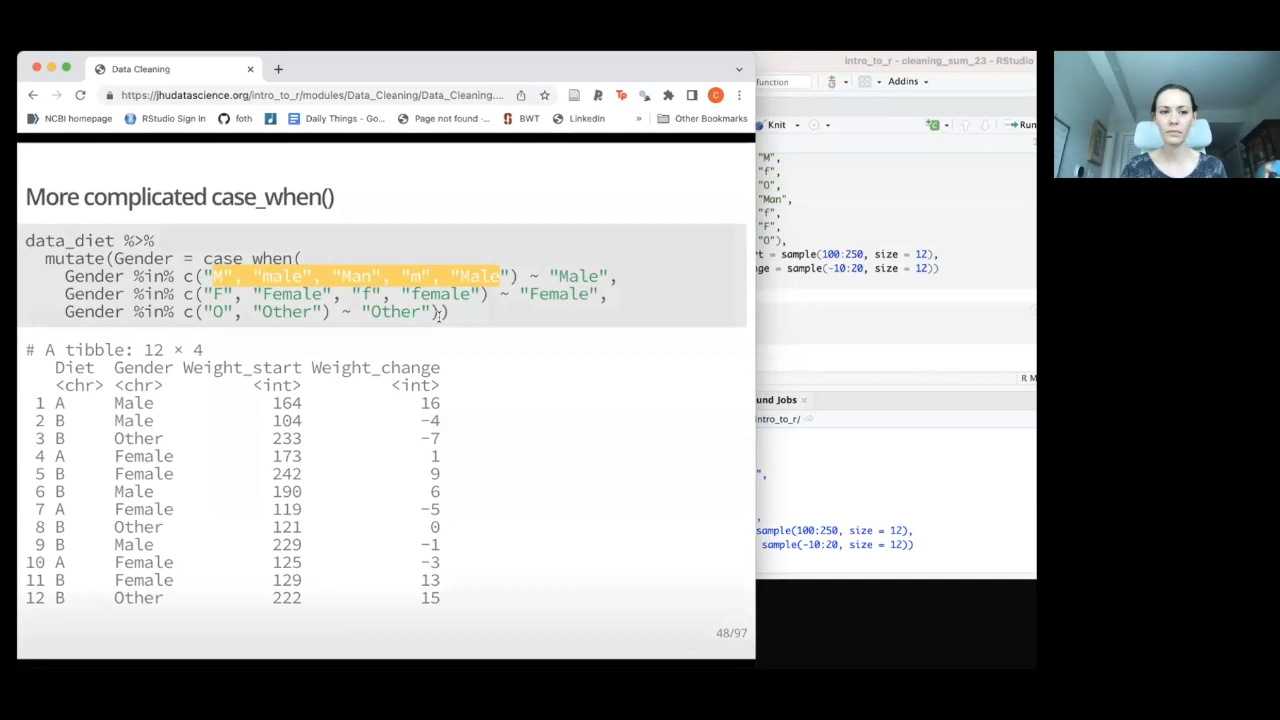 Data Cleaning
https://jhudatascience.org/intro_to_r/modules/Data_Cleaning/Data_Cleaning....
NCBI homepage RStudio Sign In foth Daily Things - Go... Page not found -... BWT LinkedIn » Other Bookmarks
More complicated case_when()
data_diet %>%
mutate(Gender = case_when(
Gender %in% c("M", "male", "Man", "m", "Male") ~ "Male",
Gender %in% c("F", "Female", "f", "female") ~ "Female",
Gender %in% c("O", "Other") ~ "Other"))
# A tibble: 12 × 4
Diet Gender Weight_start Weight_change
<chr> <chr> <int> <int>
1 A Male 164 16
2 B Male 104 −4
3 B Other 233 −7
4 A Female 173 1
5 B Female 242 9
6 B Male 190 6
7 A Female 119 −5
8 B Other 121 0
9 B Male 229 −1
10 A Female 125 −3
11 B Female 129 13
12 B Other 222 15
48/97
intro_to_r - cleaning_sum_23 - RStudio
function Addins
Knit Run
"M",
"f",
"O",
"Man",
"f",
"F",
"O"),
rt = sample(100:250, size = 12),
nge = sample(-10:20, size = 12))
R M
und Jobs
intro_to_r/
",
,
sample(100:250, size = 12),
sample(-10:20, size = 12))